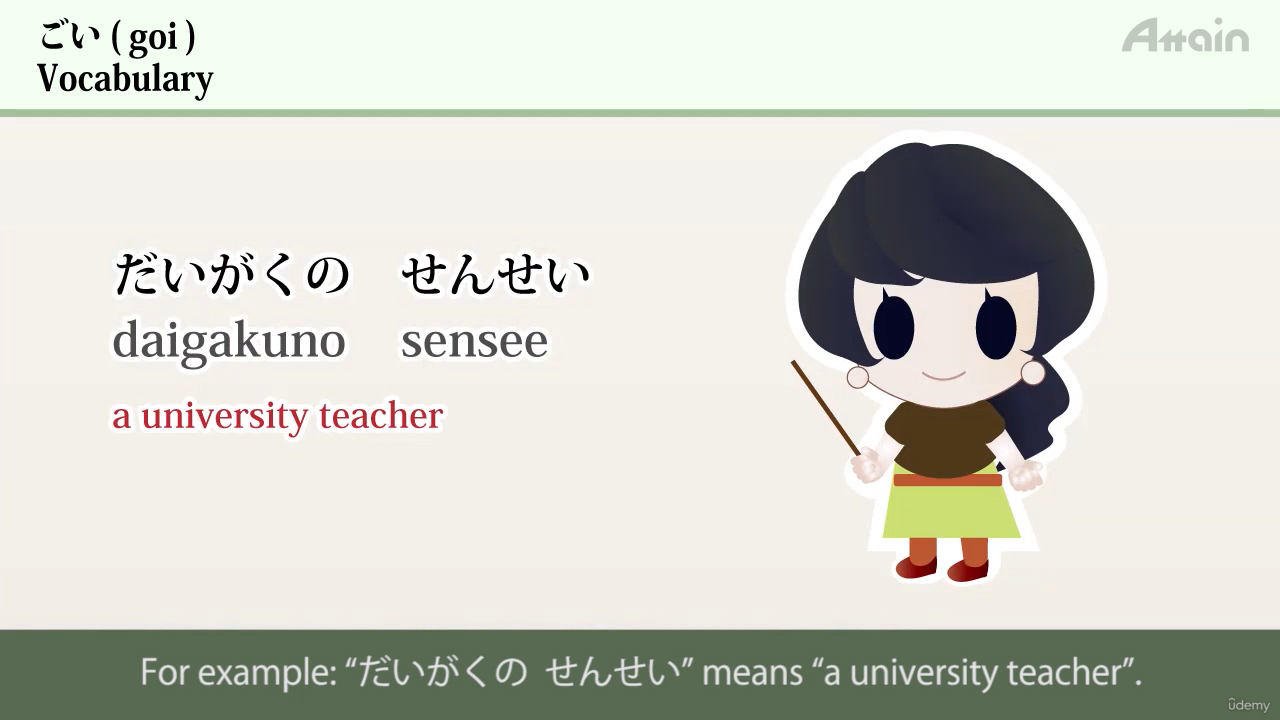 ごい ( goi )
Vocabulary
Attain
だいがくの せんせい
daigakuno sensee
a university teacher
For example: “だいがくの せんせい” means “a university teacher”.
ûdemy